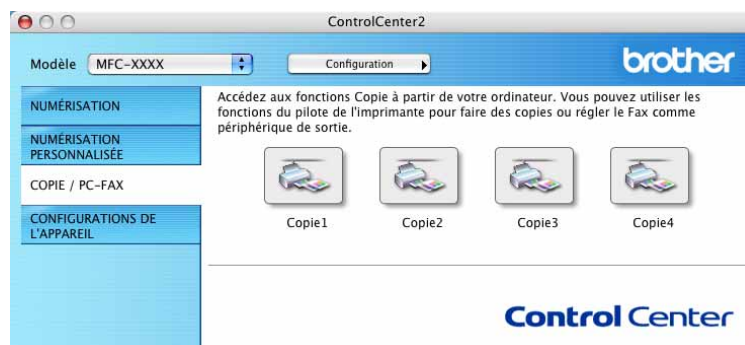 ControlCenter2
Modèle MFC-XXXX Configuration brother
NUMÉRISATION
NUMÉRISATION
PERSONNALISÉE
COPIE / PC-FAX
CONFIGURATIONS DE
L'APPAREIL
Accédez aux fonctions Copie à partir de votre ordinateur. Vous pouvez utiliser les
fonctions du pilote de l'imprimante pour faire des copies ou régler le Fax comme
périphérique de sortie.
Copie1 Copie2 Copie3 Copie4
Control Center